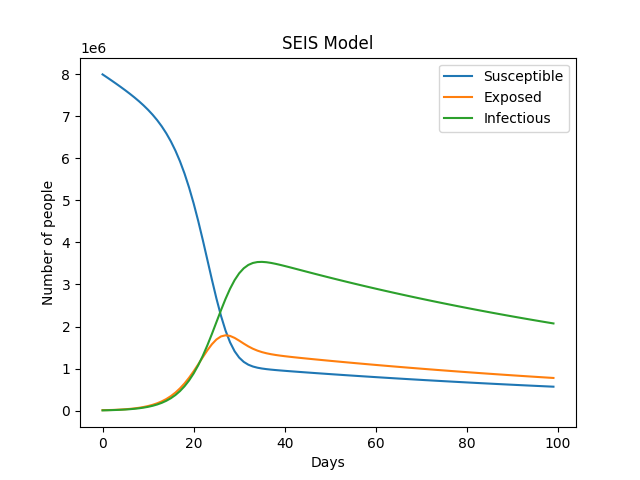 SEIS Model
1e6
Susceptible
Exposed
Infectious
8
7
6
5
4
3
2
1
0
Number of people
0 20 40 60 80 100
Days